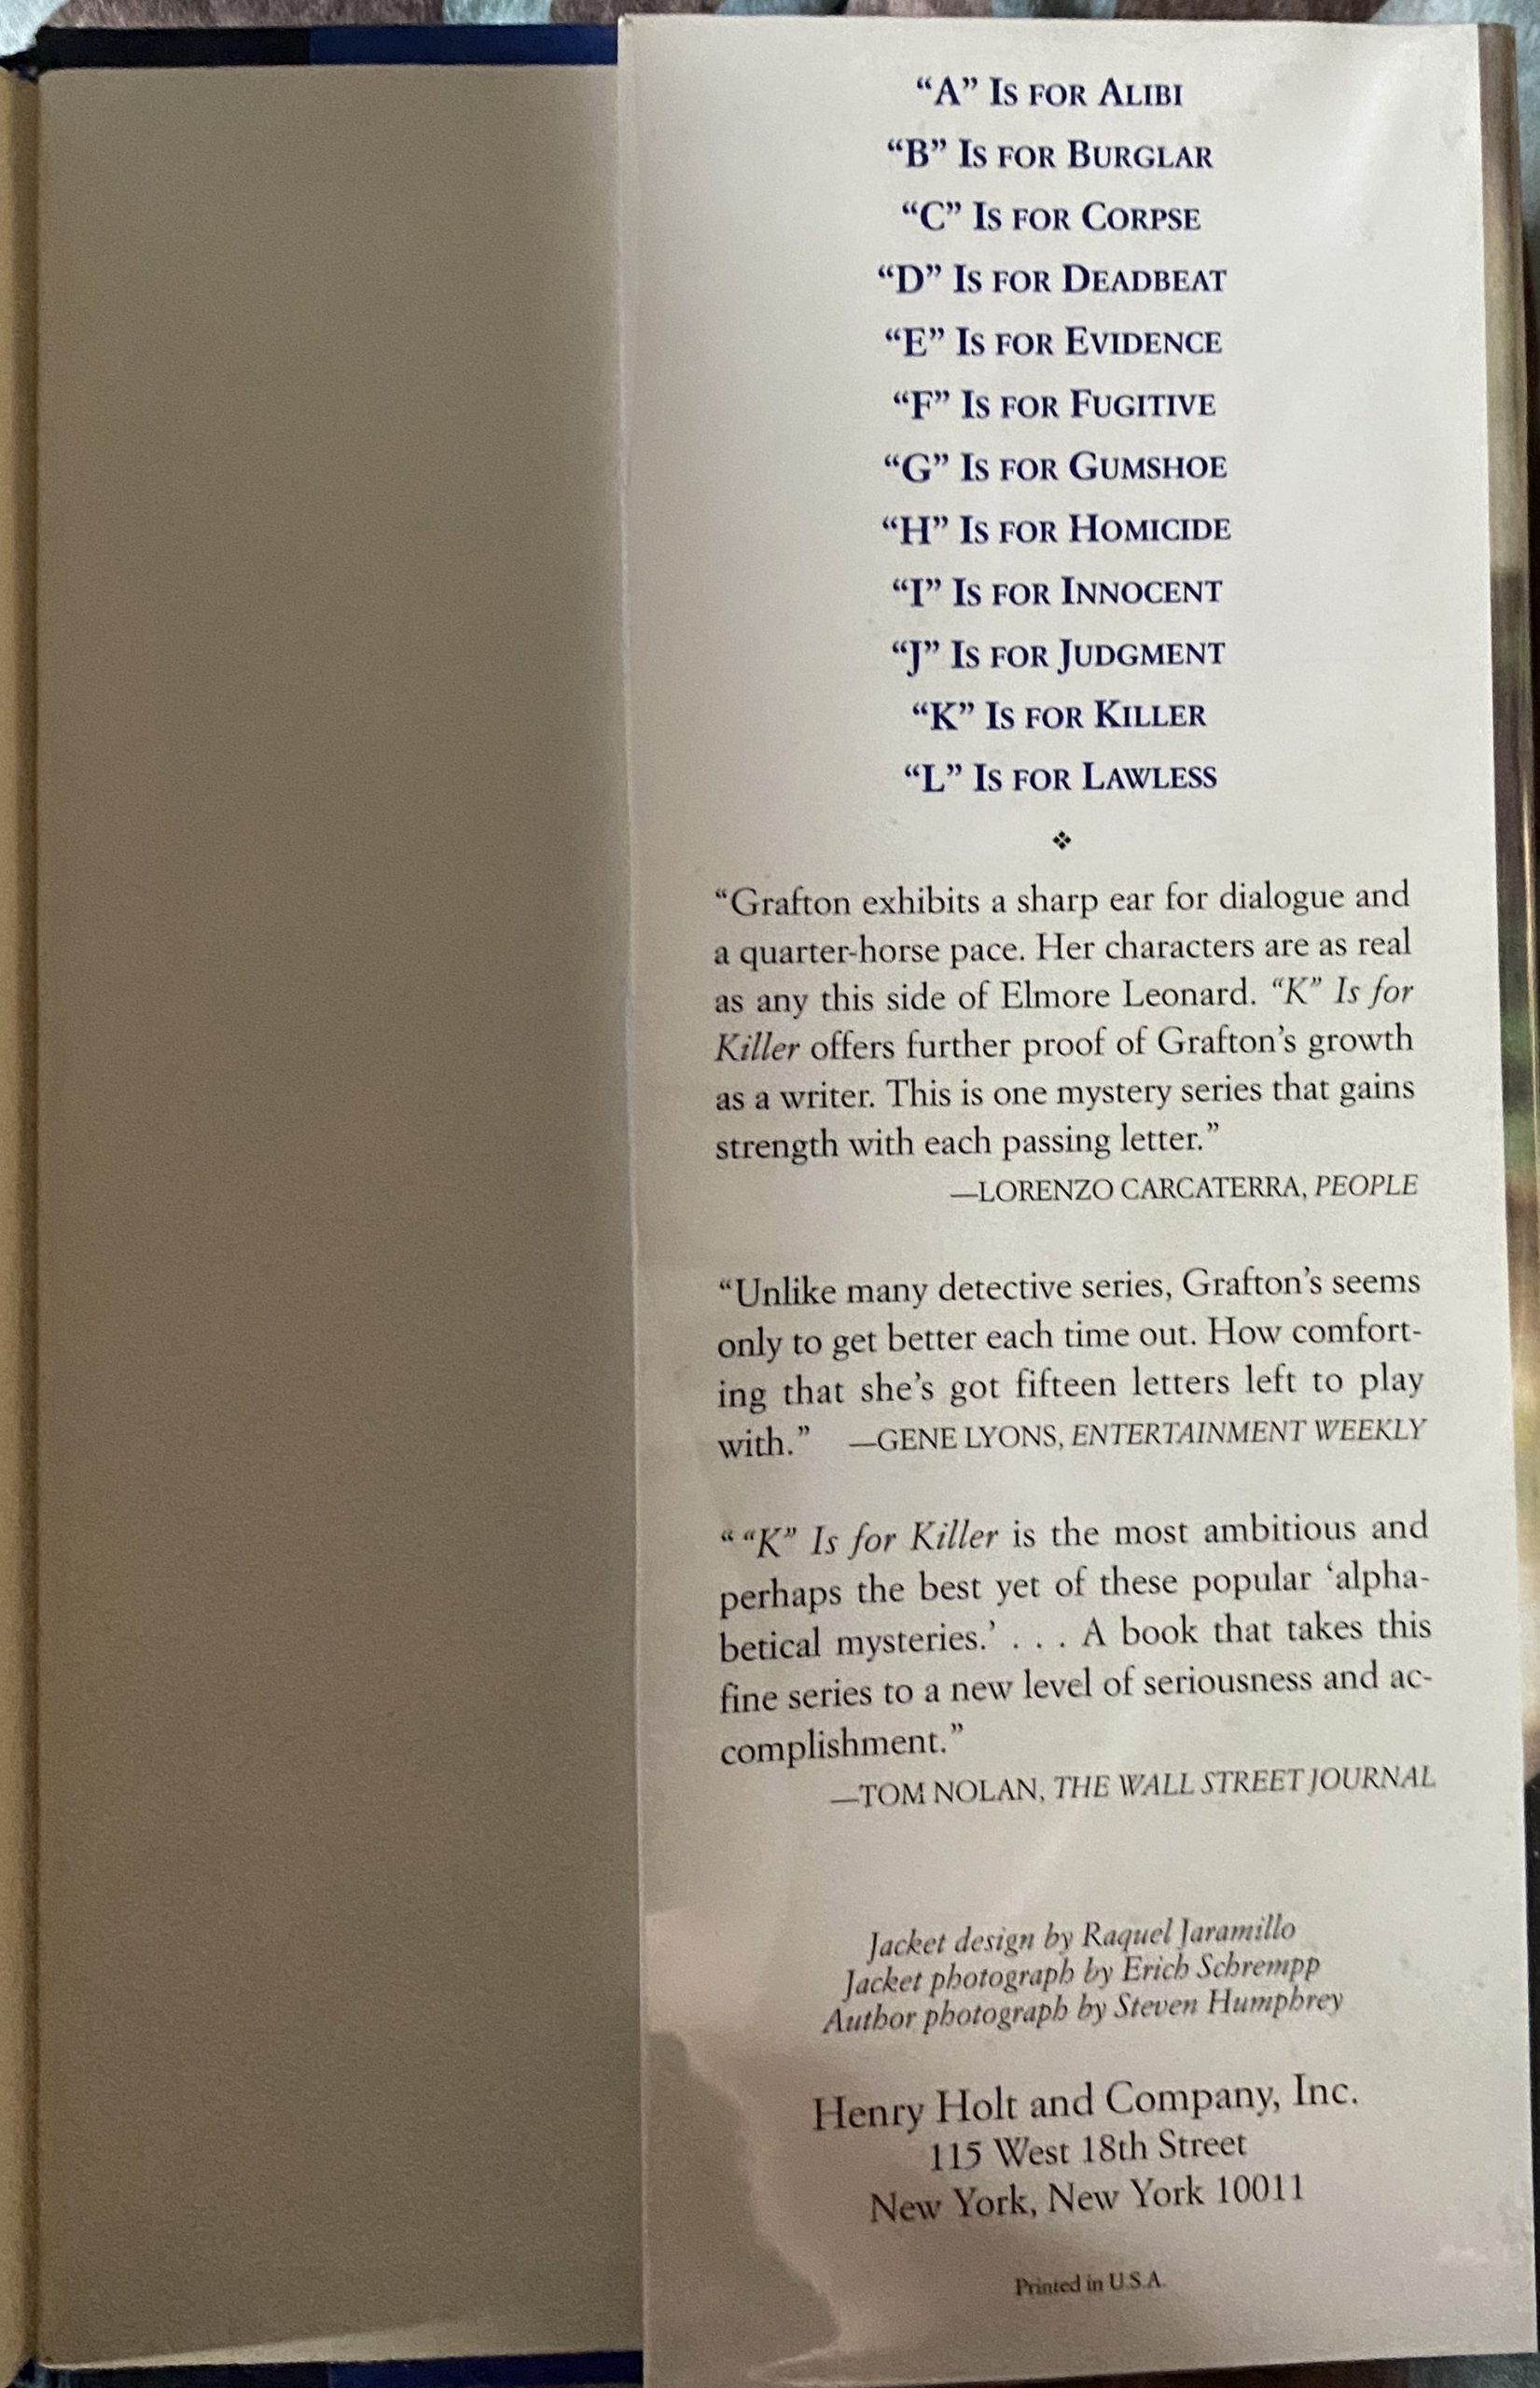 “A” Is for Alibi
“B” Is for Burglar
“C” Is for Corpse
“D” Is for Deadbeat
“E” Is for Evidence
“F” Is for Fugitive
“G” Is for Gumshoe
“H” Is for Homicide
“I” Is for Innocent
“J” Is for Judgment
“K” Is for Killer
“L” Is for Lawless
“Grafton exhibits a sharp ear for dialogue and
a quarter-horse pace. Her characters are as real
as any this side of Elmore Leonard. “K” Is for
Killer offers further proof of Grafton’s growth
as a writer. This is one mystery series that gains
strength with each passing letter.”
—LORENZO CARCATERRA, PEOPLE
“Unlike many detective series, Grafton’s seems
only to get better each time out. How comfort-
ing that she’s got fifteen letters left to play
with.” —GENE LYONS, ENTERTAINMENT WEEKLY
“ “K” Is for Killer is the most ambitious and
perhaps the best yet of these popular ‘alpha-
betical mysteries.’ . . . A book that takes this
fine series to a new level of seriousness and ac-
complishment.”
—TOM NOLAN, THE WALL STREET JOURNAL
Jacket design by Raquel Jaramillo
Jacket photograph by Erich Schrempp
Author photograph by Steven Humphrey
Henry Holt and Company, Inc.
115 West 18th Street
New York, New York 10011
Printed in U.S.A.